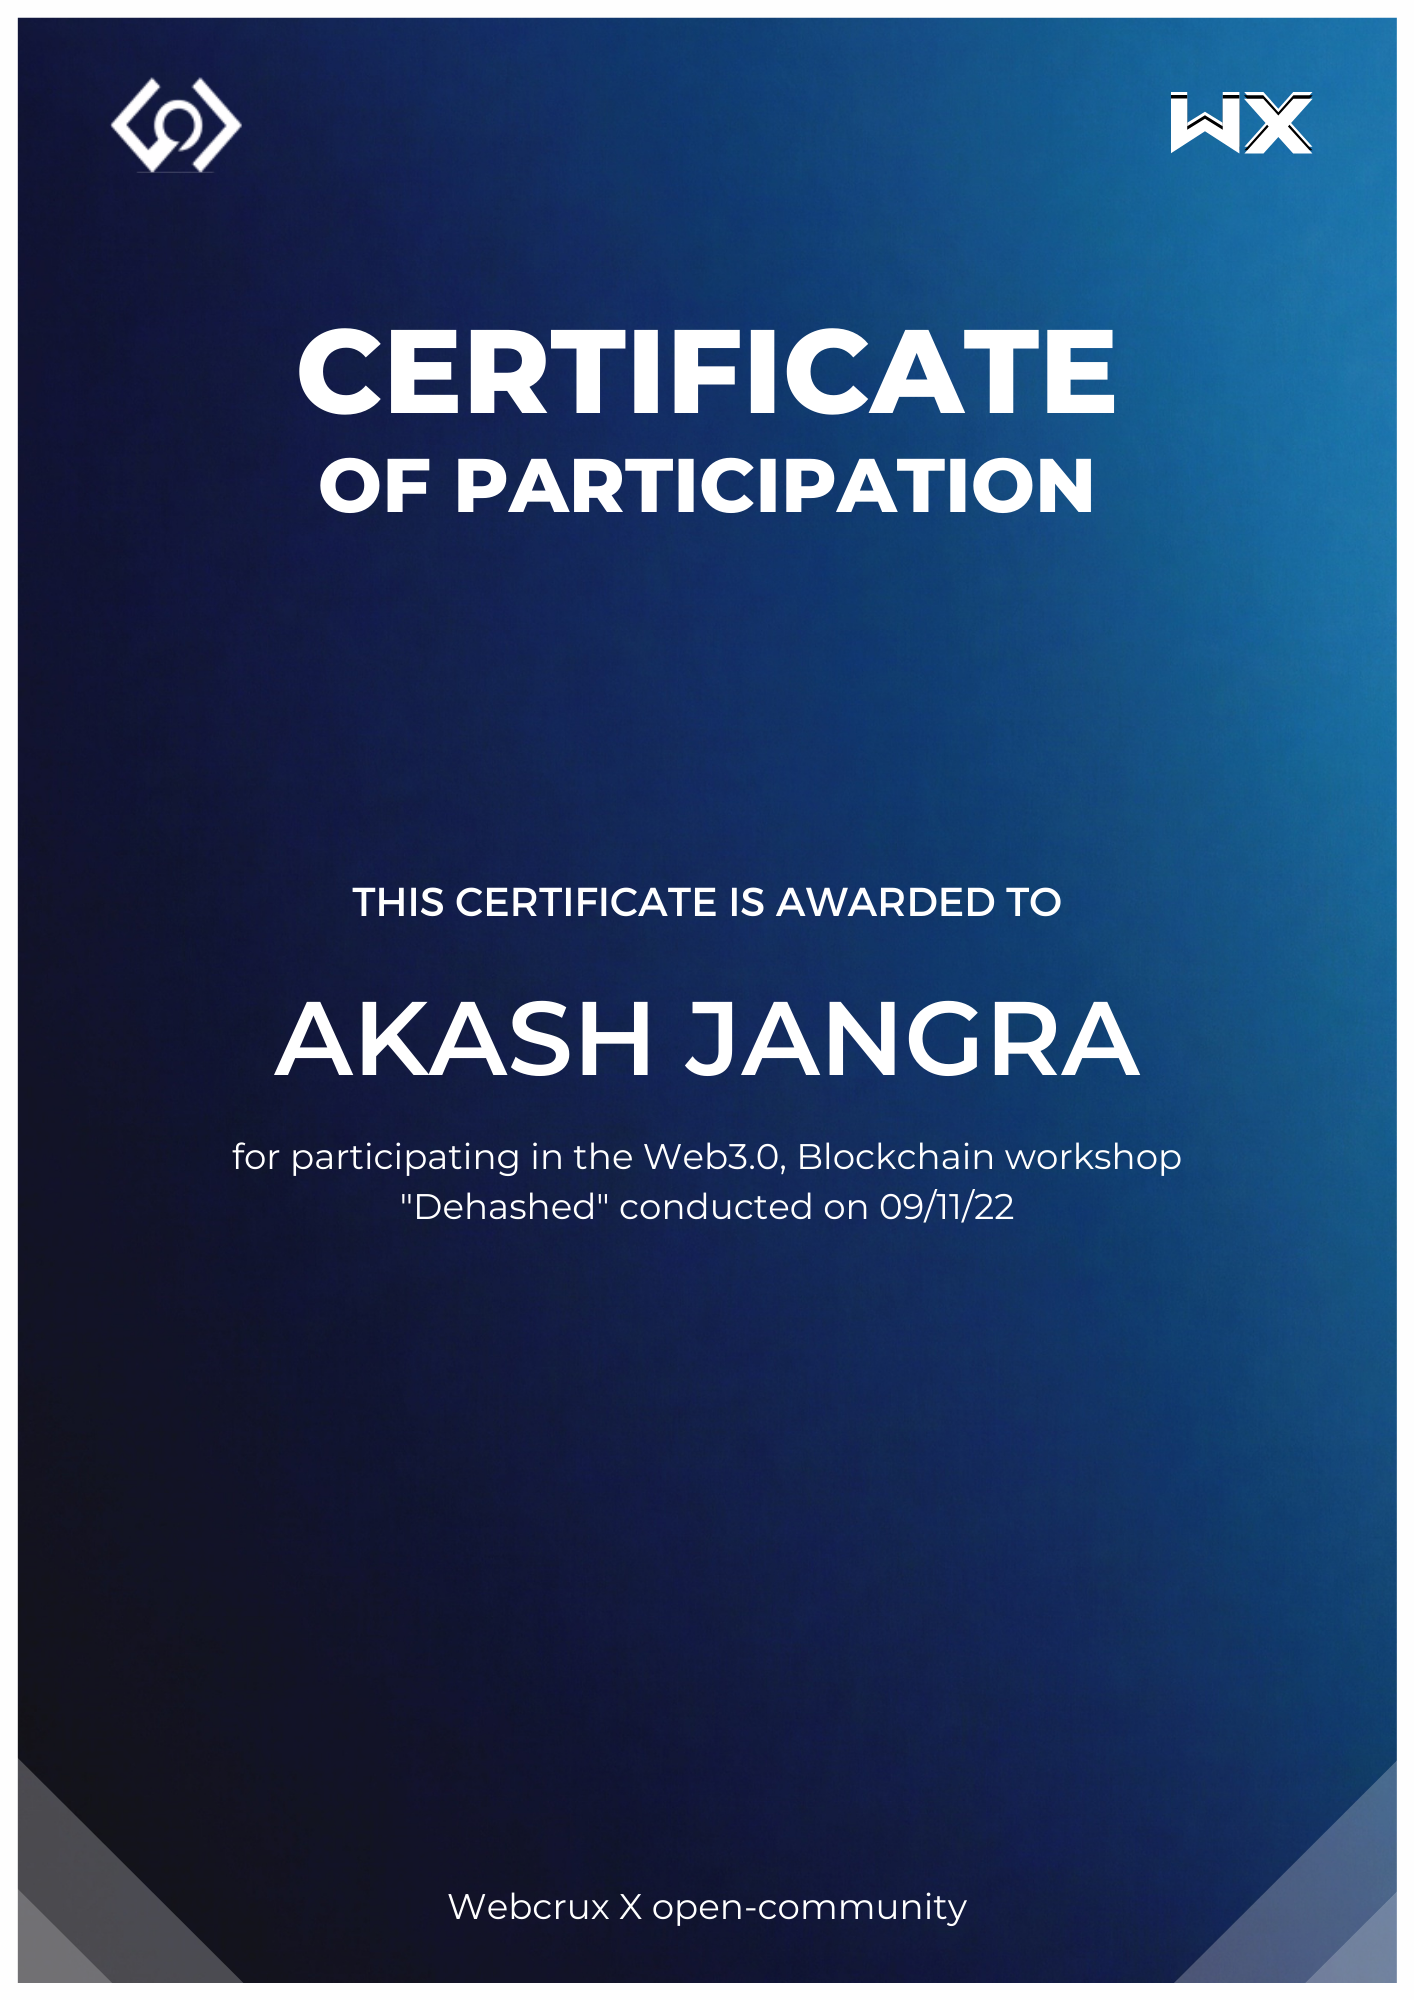 WX
CERTIFICATE
OF PARTICIPATION
THIS CERTIFICATE IS AWARDED TO
AKASH JANGRA
for participating in the Web3.0, Blockchain workshop
"Dehashed" conducted on 09/11/22
Webcrux X open-community